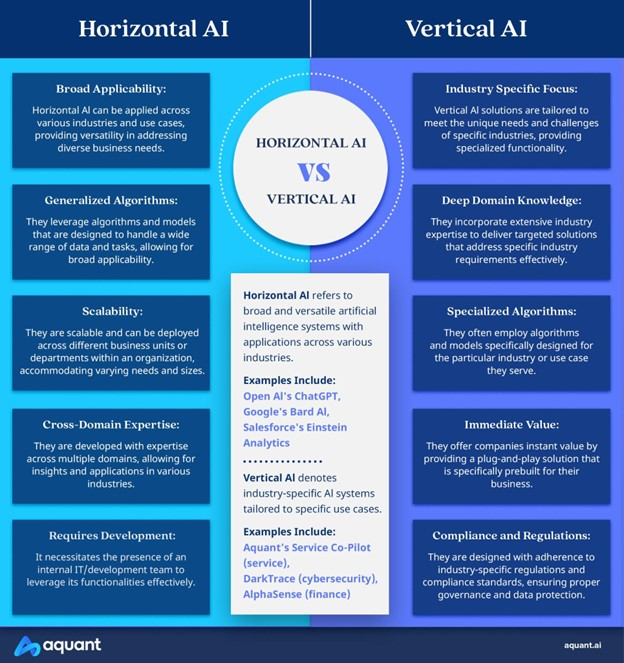 Horizontal AI
Vertical AI
Broad Applicability:
Horizontal AI can be applied across
various industries and use cases,
providing versatility in addressing
diverse business needs.
Generalized Algorithms:
They leverage algorithms and models
that are designed to handle a wide
range of data and tasks, allowing for
broad applicability.
Scalability:
They are scalable and can be deployed
across different business units or
departments within an organization,
accommodating varying needs and sizes.
Cross-Domain Expertise:
They are developed with expertise
across multiple domains, allowing for
insights and applications in various
industries.
Requires Development:
It necessitates the presence of an
internal IT/development team to
leverage its functionalities effectively.
HORIZONTAL AI
VS
VERTICAL AI
Horizontal AI refers to
broad and versatile artificial
intelligence systems with
applications across various
industries.
Examples Include:
Open AI's ChatGPT,
Google's Bard AI,
Salesforce's Einstein
Analytics
Vertical AI denotes
industry-specific AI systems
tailored to specific use cases.
Examples Include:
Aquant's Service Co-Pilot
(service),
DarkTrace (cybersecurity),
AlphaSense (finance)
Industry Specific Focus:
Vertical AI solutions are tailored to
meet the unique needs and challenges
of specific industries, providing
specialized functionality.
Deep Domain Knowledge:
They incorporate extensive industry
expertise to deliver targeted solutions
that address specific industry
requirements effectively.
Specialized Algorithms:
They often employ algorithms
and models specifically designed for
the particular industry or use case
they serve.
Immediate Value:
They offer companies instant value by
providing a plug-and-play solution that
is specifically prebuilt for their
business.
Compliance and Regulations:
They are designed with adherence to
industry-specific regulations and
compliance standards, ensuring proper
governance and data protection.
aquant
aquant.ai